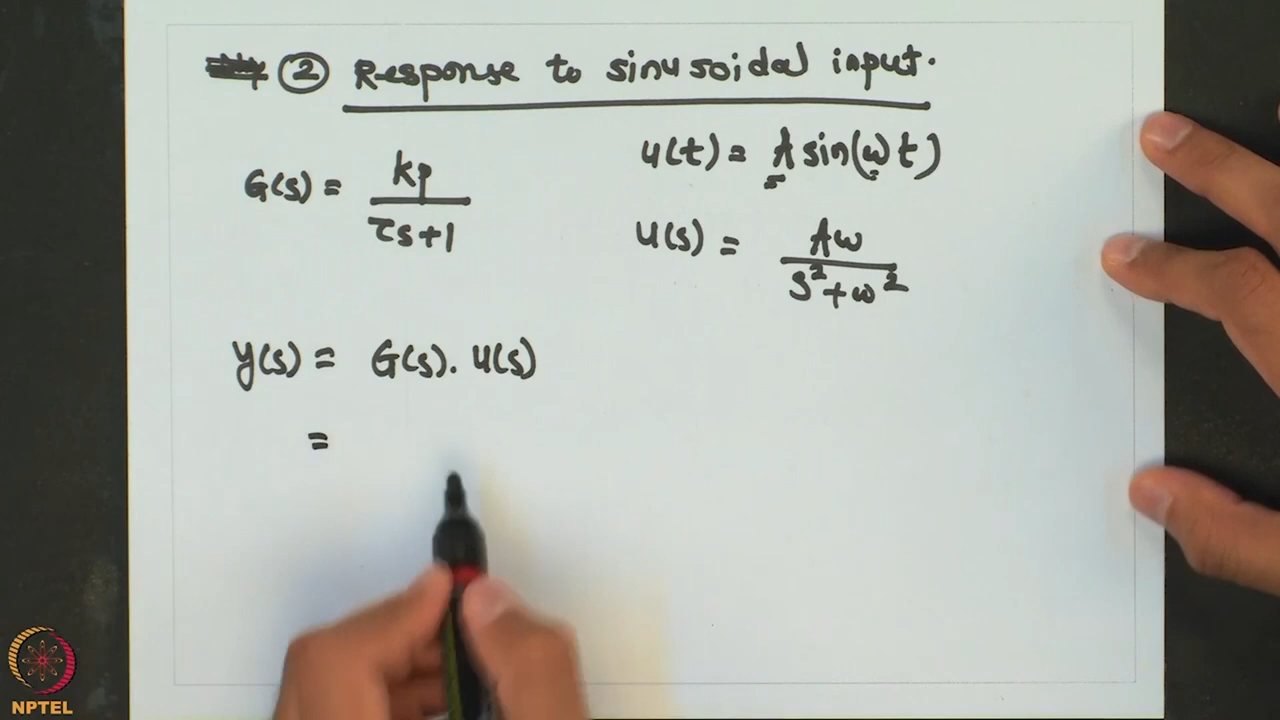 ② Response to sinusoidal input.
G(s) = kp / τs+1
u(t) = A sin(ωt)
u(s) = Aω / s²+ω²
y(s) = G(s). u(s)
=
NPTEL